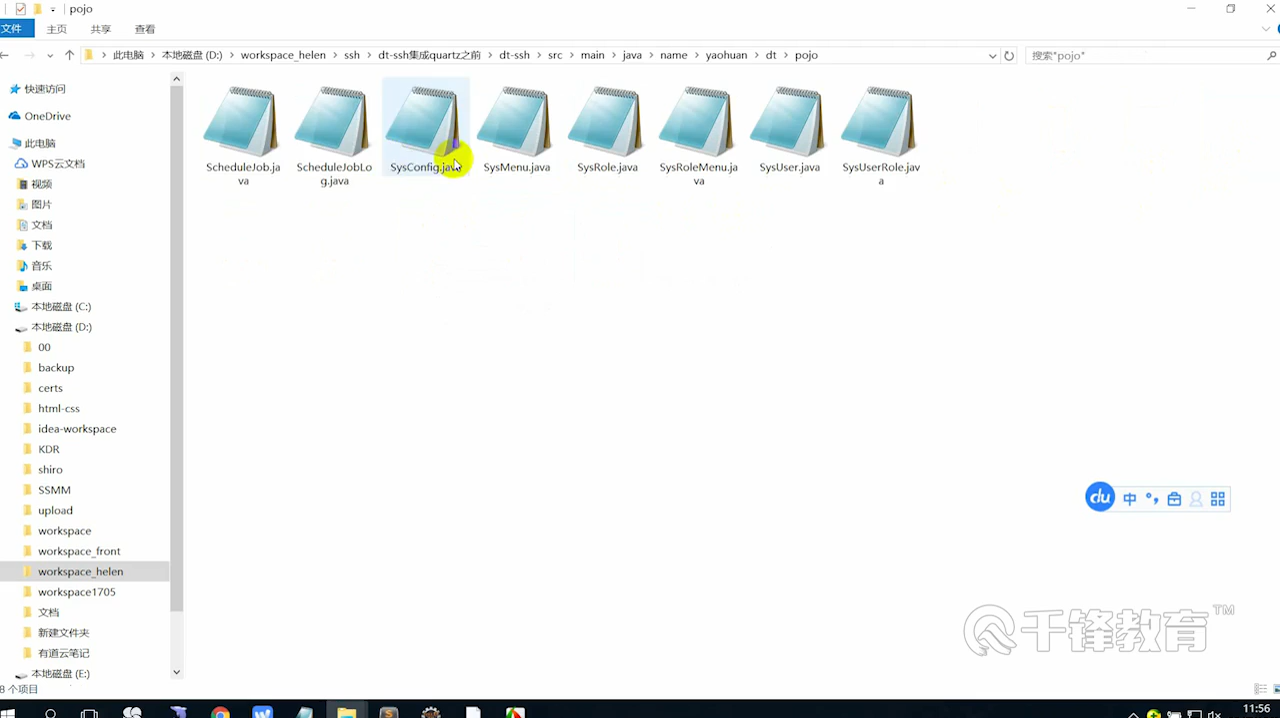 pojo
文件 主页 共享 查看
此电脑 本地磁盘 (D:) workspace_helen ssh dt-ssh集成quartz之前 dt-ssh src main java name yaohuan dt pojo
搜索"pojo"
快速访问
OneDrive
此电脑
WPS云文档
视频
图片
文档
下载
音乐
桌面
本地磁盘 (C:)
本地磁盘 (D:)
00
backup
certs
html-css
idea-workspace
KDR
shiro
SSMM
upload
workspace
workspace_front
workspace_helen
workspace1705
文档
新建文件夹
有道云笔记
本地磁盘 (E:)
ScheduleJob.ja
va
ScheduleJobLo
g.java
SysConfig.java
SysMenu.java
SysRole.java
SysRoleMenu.ja
va
SysUser.java
SysUserRole.jav
a
du 中 °,
千锋教育™
8 个项目
11:56